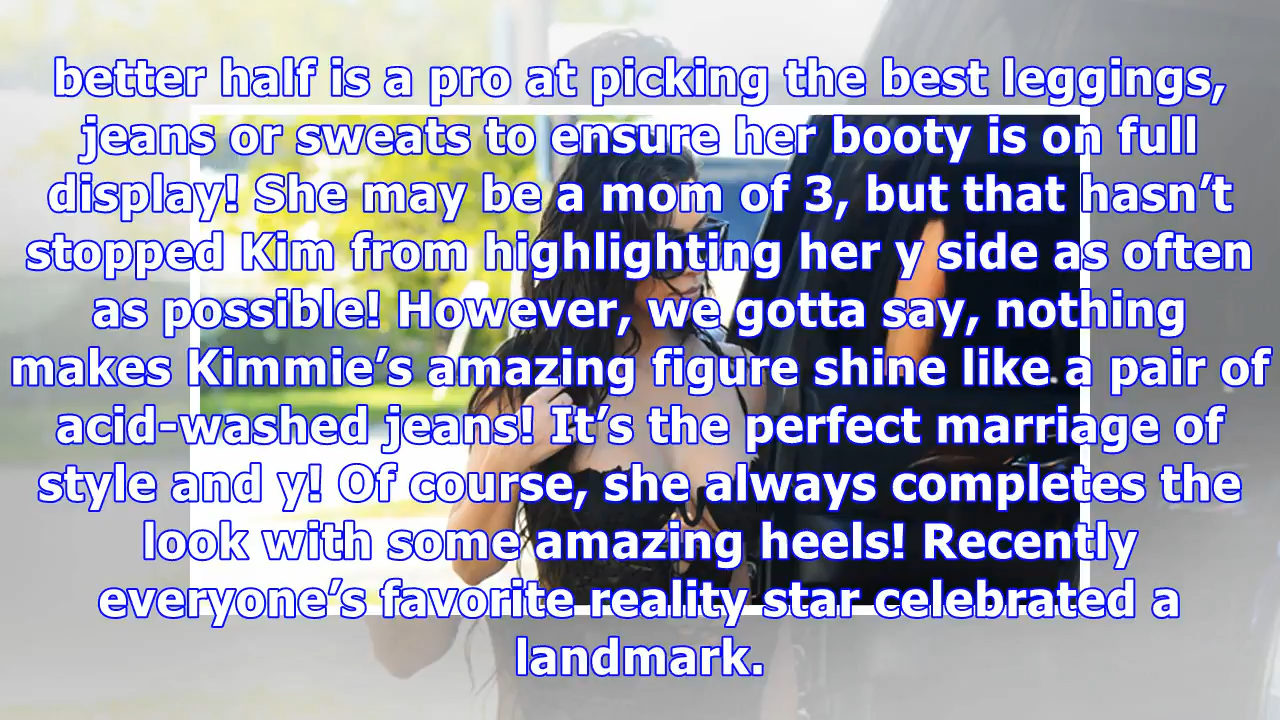 better half is a pro at picking the best leggings,
jeans or sweats to ensure her booty is on full
display! She may be a mom of 3, but that hasn’t
stopped Kim from highlighting her y side as often
as possible! However, we gotta say, nothing
makes Kimmie’s amazing figure shine like a pair of
acid-washed jeans! It’s the perfect marriage of
style and y! Of course, she always completes the
look with some amazing heels! Recently
everyone’s favorite reality star celebrated a
landmark.